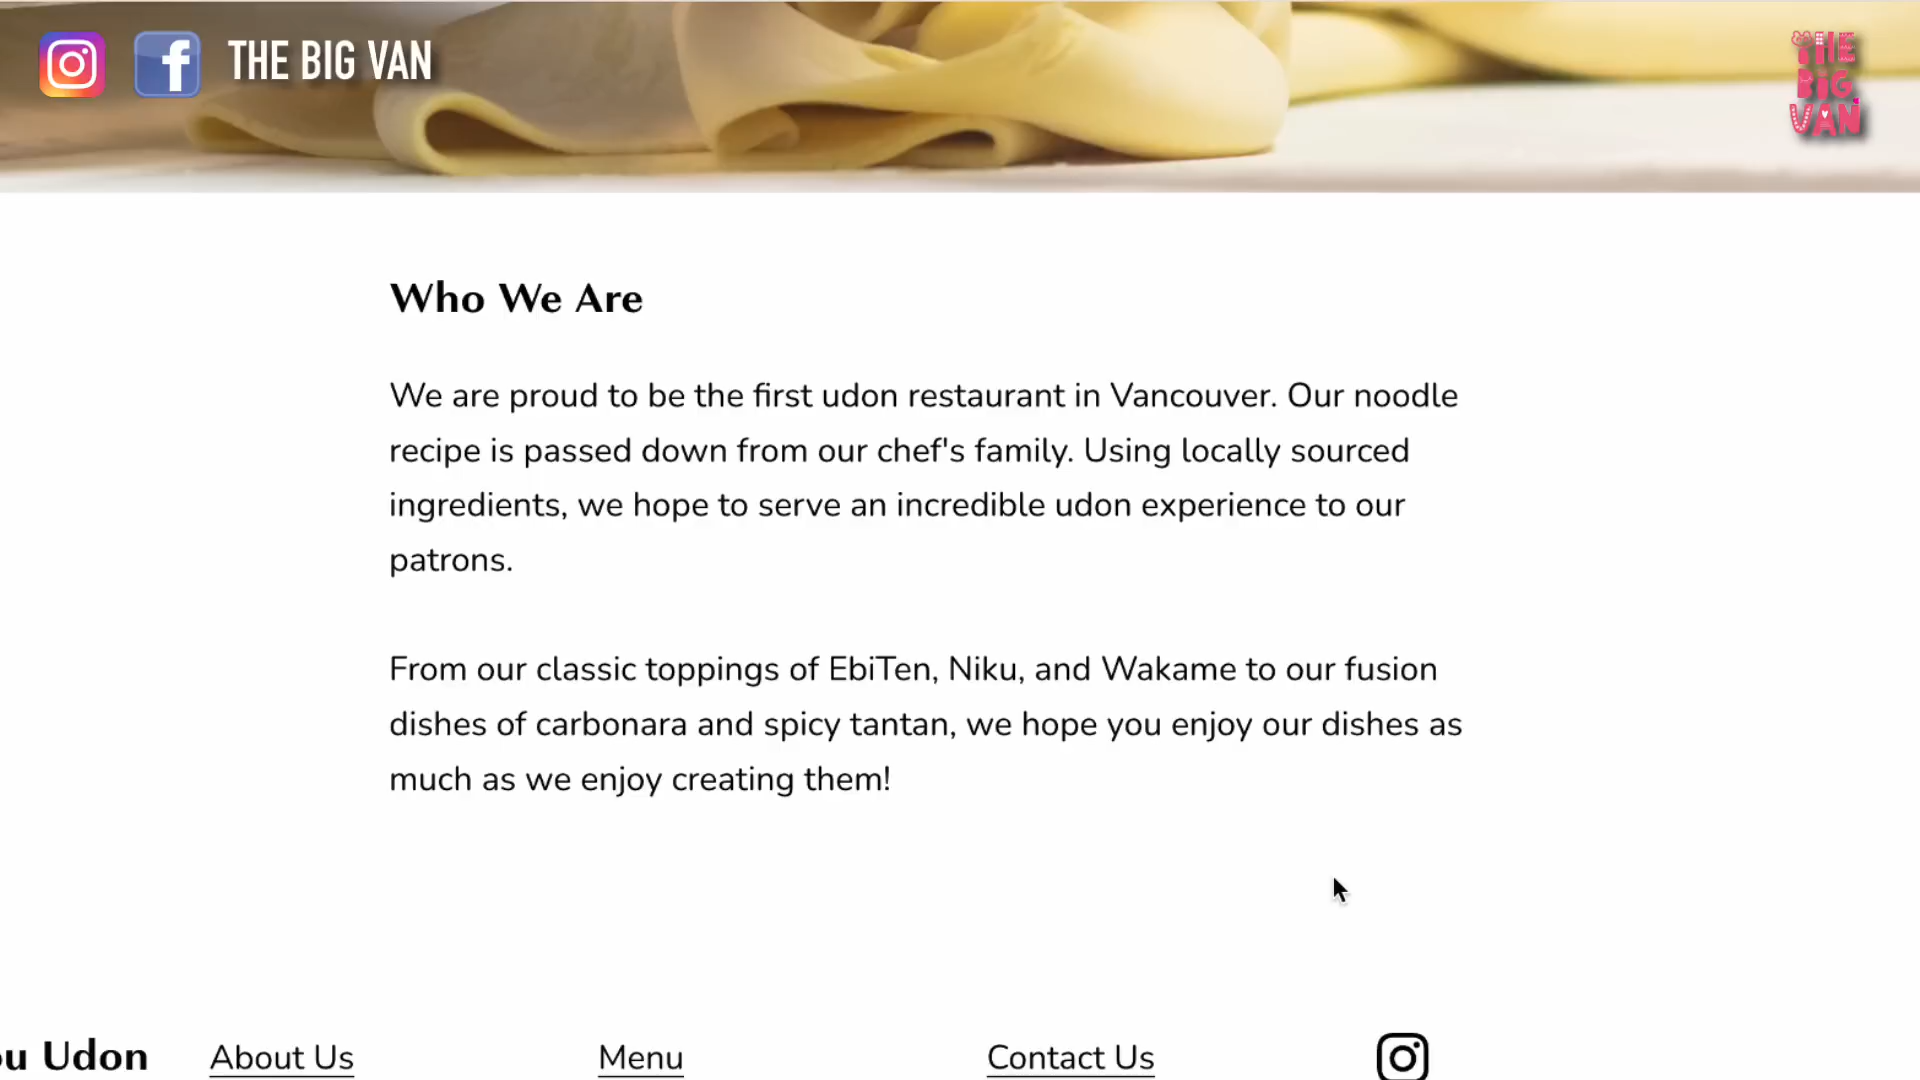 THE BIG VAN
THE
BIG
VAN
Who We Are
We are proud to be the first udon restaurant in Vancouver. Our noodle
recipe is passed down from our chef's family. Using locally sourced
ingredients, we hope to serve an incredible udon experience to our
patrons.
From our classic toppings of EbiTen, Niku, and Wakame to our fusion
dishes of carbonara and spicy tantan, we hope you enjoy our dishes as
much as we enjoy creating them!
Udon About Us Menu Contact Us